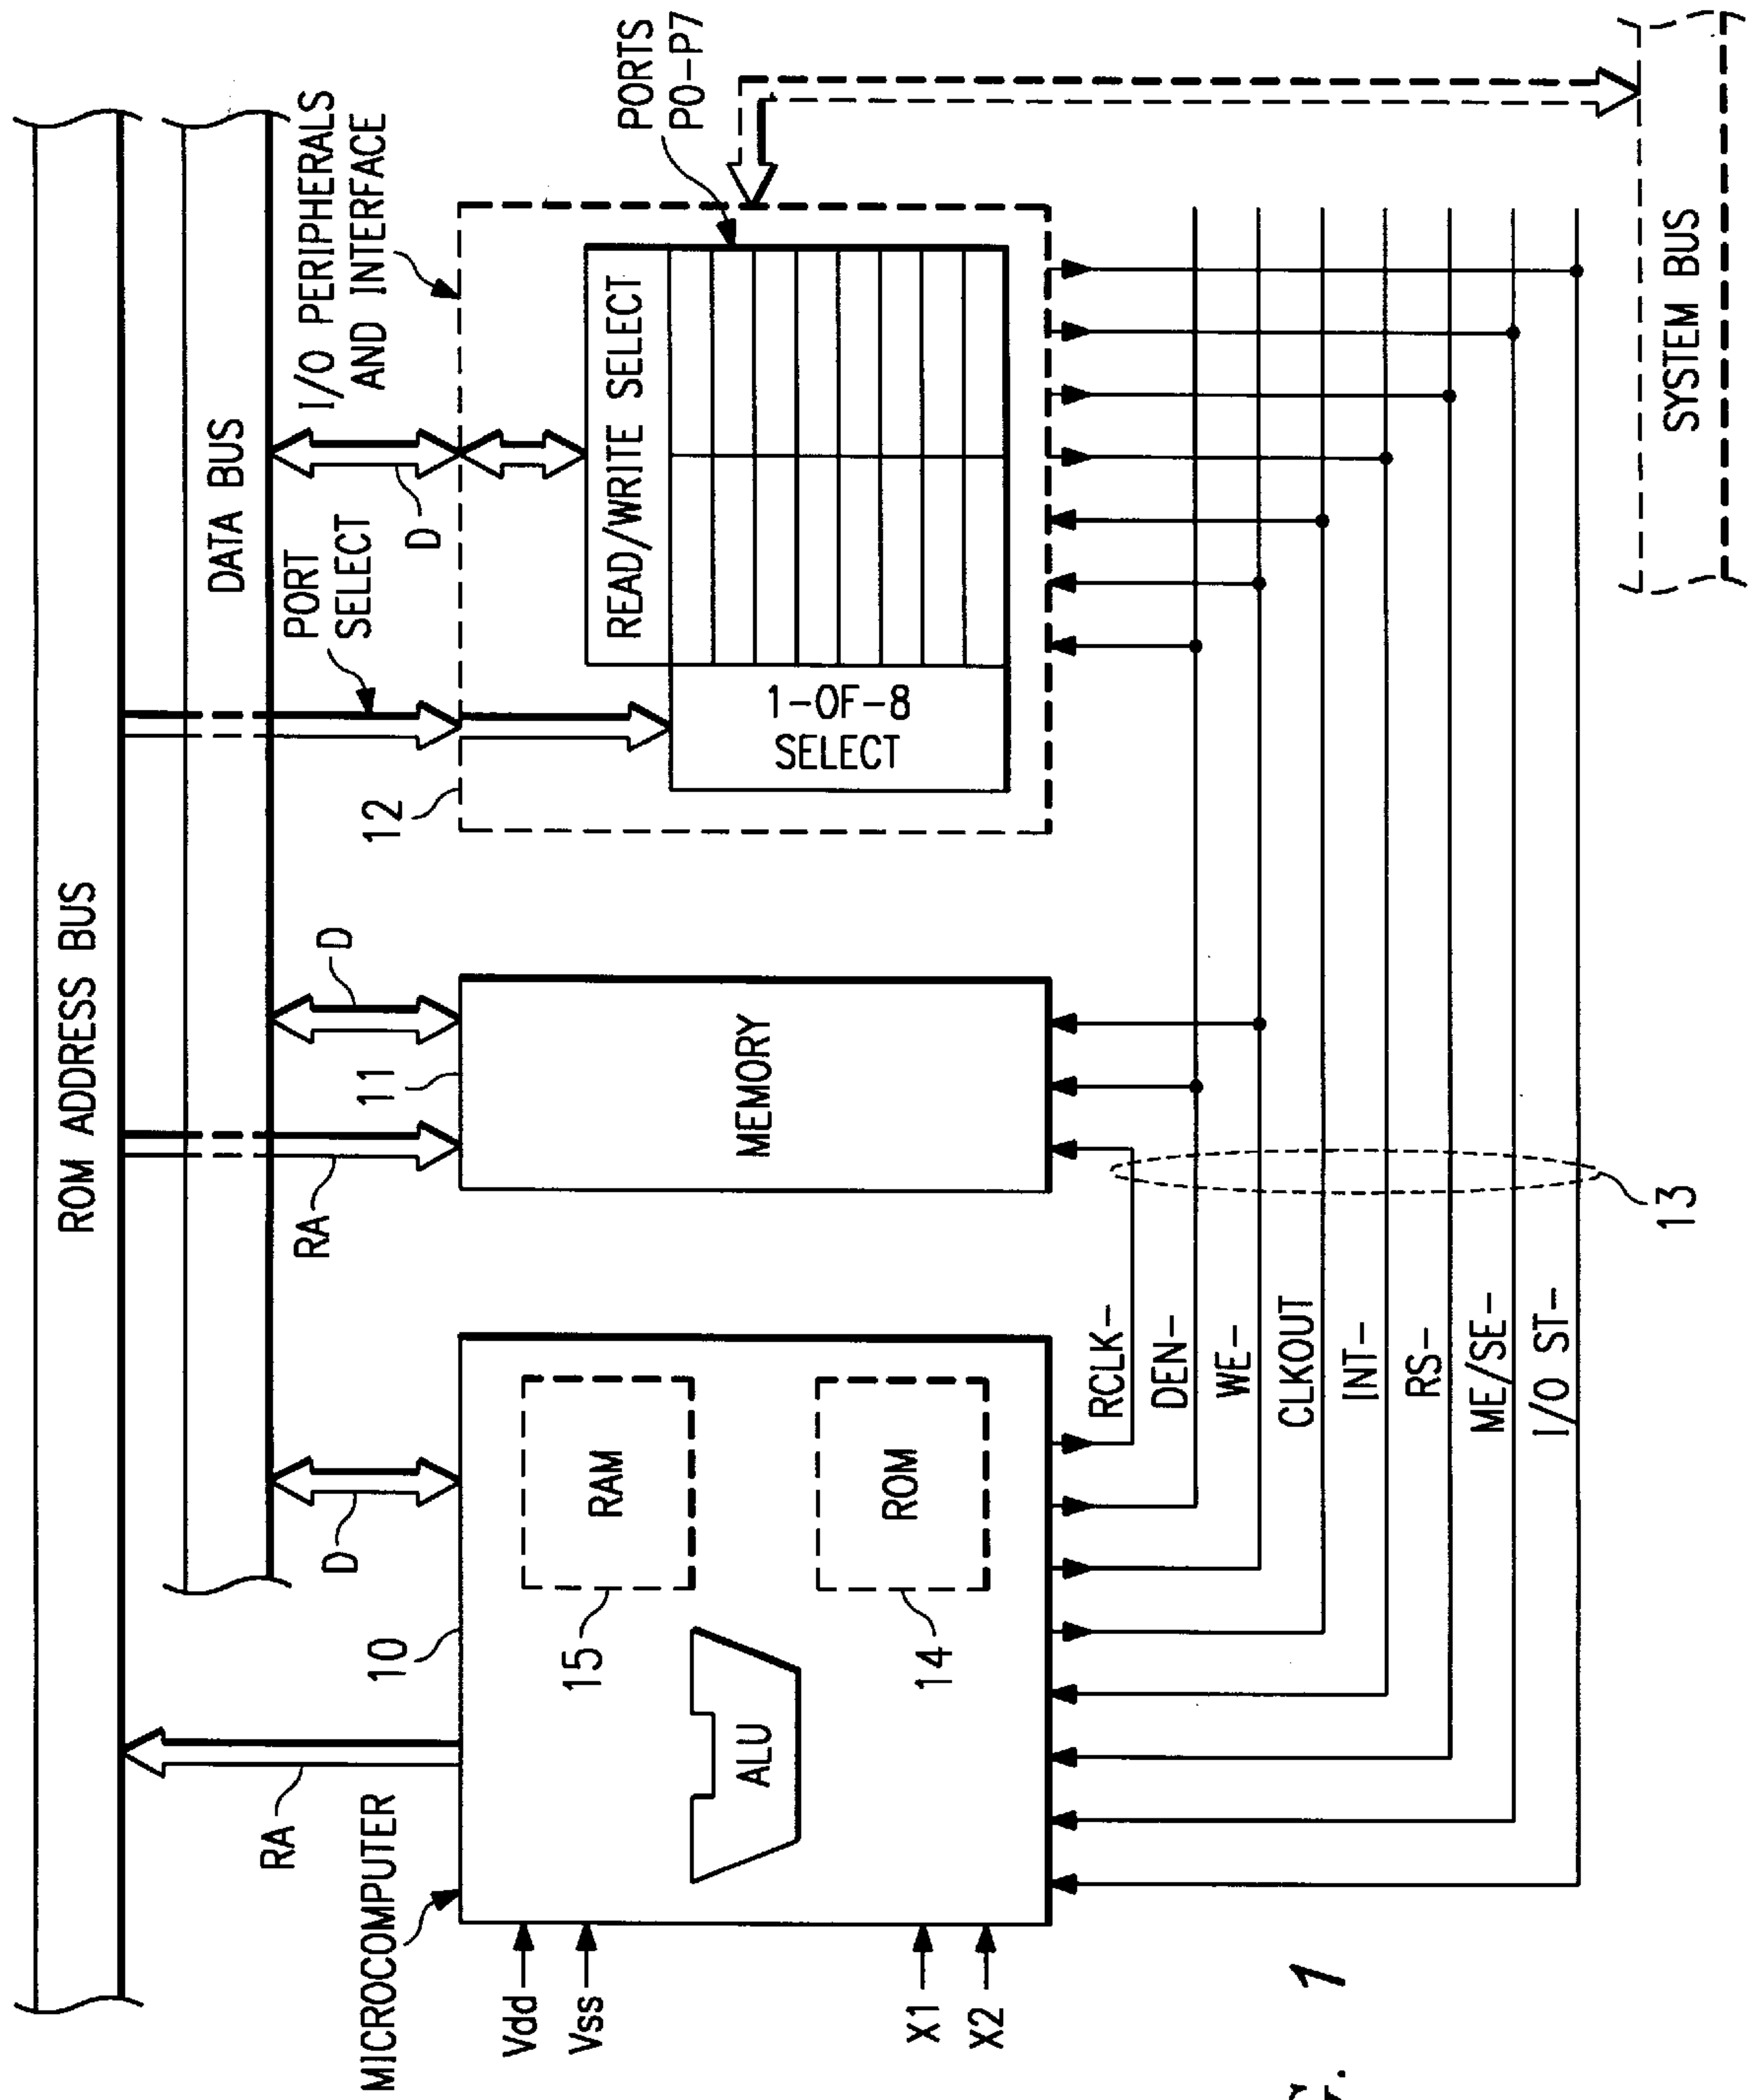 ROM ADDRESS BUS
DATA BUS
RA
D
RA
D
PORT
SELECT
D
I/O PERIPHERALS
AND INTERFACE
MICROCOMPUTER
10
11
12
PORTS
P0-P7
Vdd
Vss
X1
X2
15
RAM
ALU
14
ROM
MEMORY
READ/WRITE SELECT
1-OF-8
SELECT
RCLK-
DEN-
WE-
CLKOUT
INT-
RS-
ME/SE-
I/O ST-
13
SYSTEM BUS
G. 1